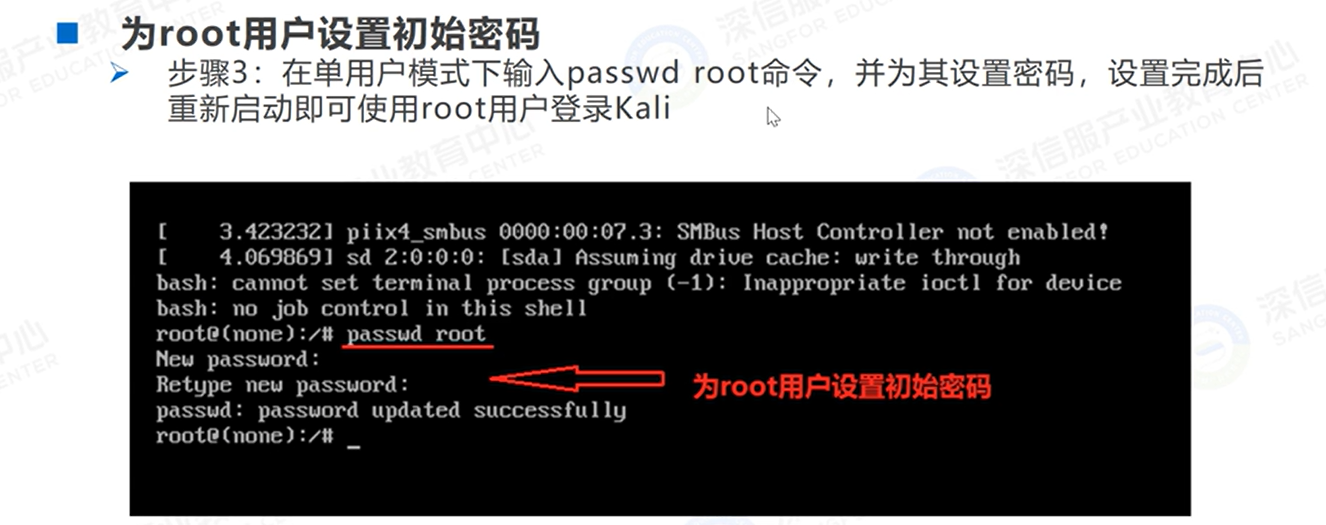 为root用户设置初始密码
步骤3：在单用户模式下输入passwd root命令，并为其设置密码，设置完成后
重新启动即可使用root用户登录Kali
[    3.423232] piix4_smbus 0000:00:07.3: SMBus Host Controller not enabled!
[    4.069869] sd 2:0:0:0: [sda] Assuming drive cache: write through
bash: cannot set terminal process group (-1): Inappropriate ioctl for device
bash: no job control in this shell
root@(none):/# passwd root
New password:
Retype new password:
为root用户设置初始密码
passwd: password updated successfully
root@(none):/# _
深信服产业教育中心
SANGFOR EDUCATION CENTER